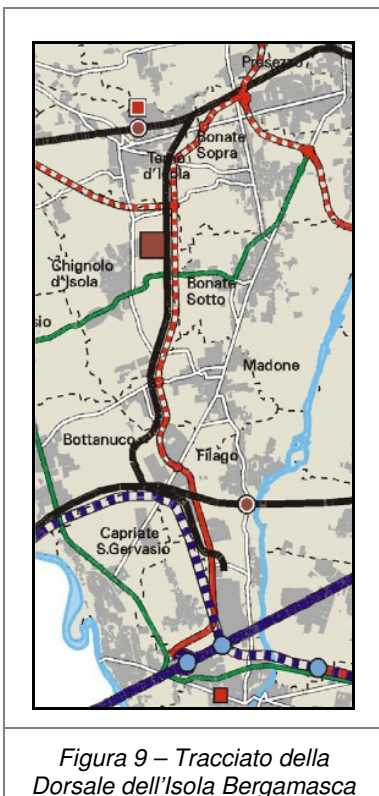 Presezzo
Bonate
Sopra
Terno
d'Isola
Chignolo
d'Isola
Bonate
Sotto
sio
Madone
Bottanuco
Filago
Capriate
S.Gervasio
Figura 9 – Tracciato della
Dorsale dell'Isola Bergamasca